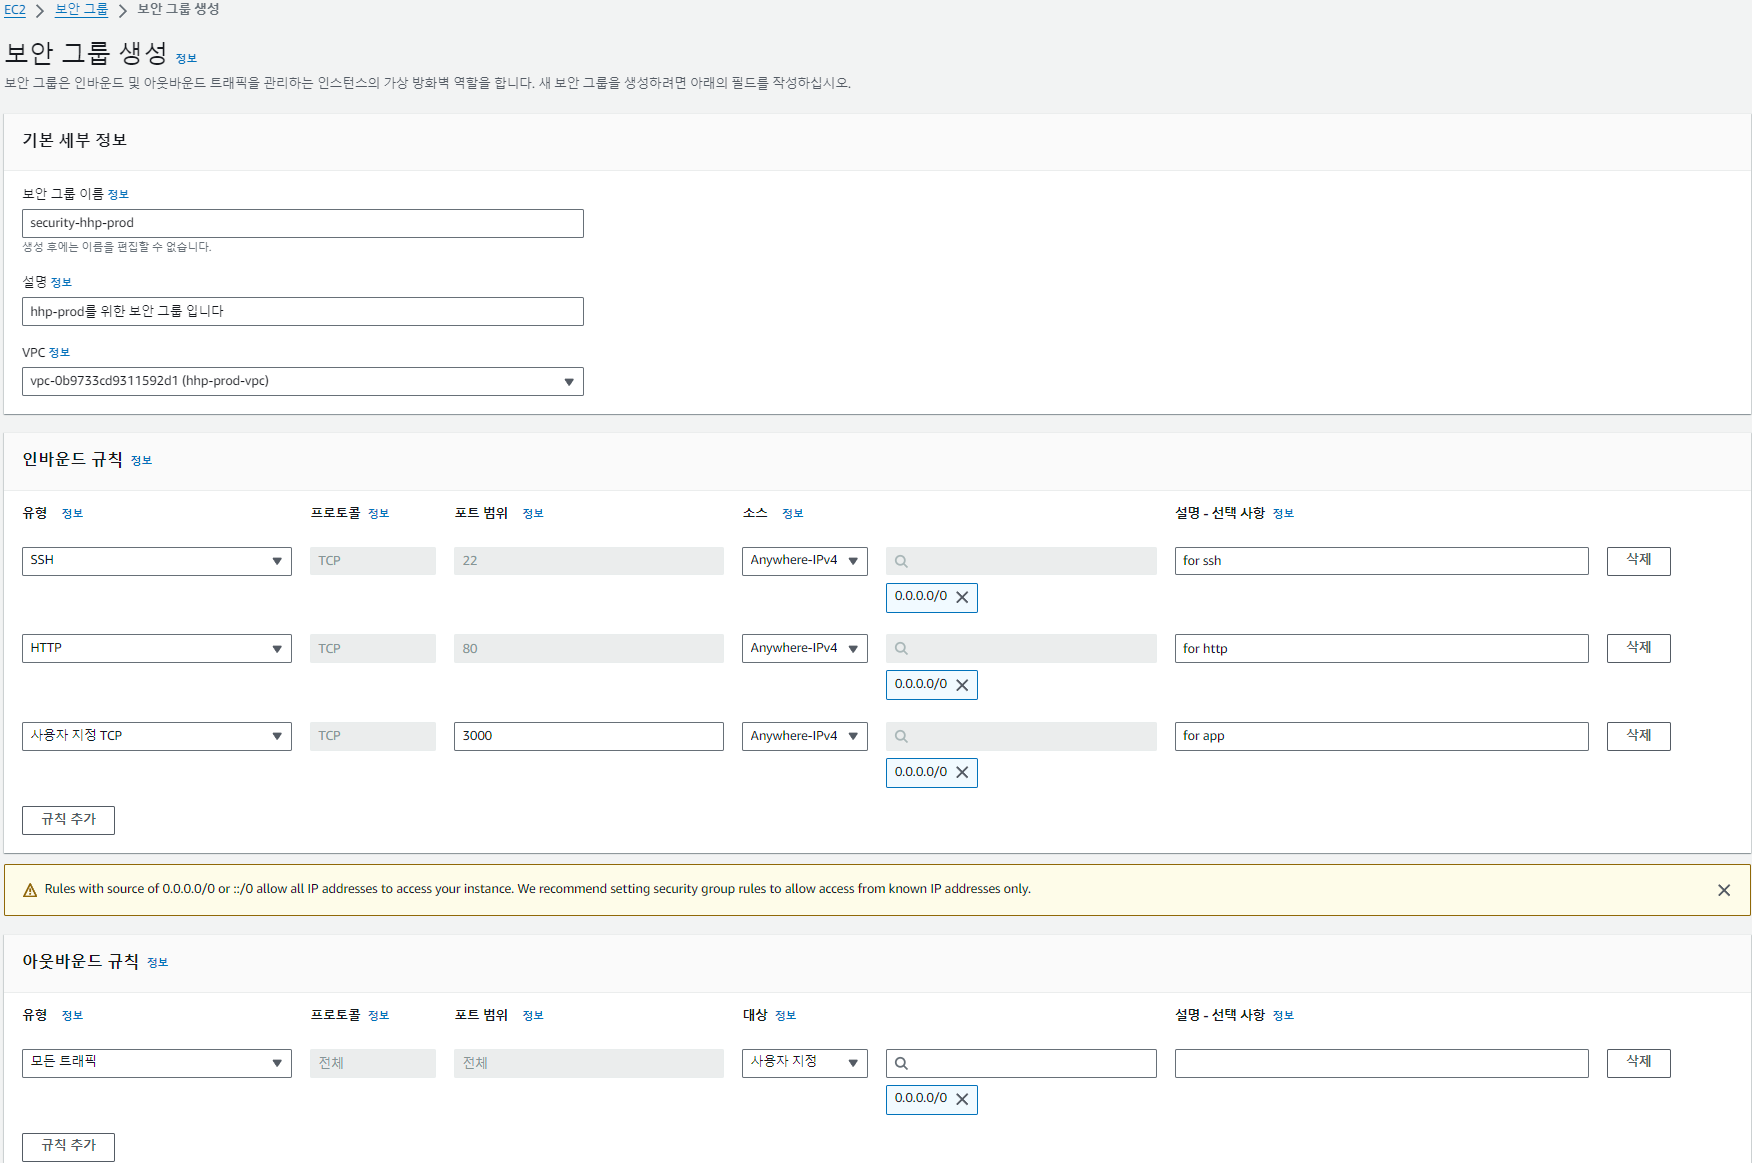 EC2 > 보안 그룹 > 보안 그룹 생성
보안 그룹 생성 정보
보안 그룹은 인바운드 및 아웃바운드 트래픽을 관리하는 인스턴스의 가상 방화벽 역할을 합니다. 새 보안 그룹을 생성하려면 아래의 필드를 작성하십시오.
기본 세부 정보
보안 그룹 이름 정보
security-hhp-prod
생성 후에는 이름을 편집할 수 없습니다.
설명 정보
hhp-prod를 위한 보안 그룹 입니다
VPC 정보
vpc-0b9733cd9311592d1 (hhp-prod-vpc)
인바운드 규칙 정보
유형 정보 프로토콜 정보 포트 범위 정보 소스 정보 설명 - 선택 사항 정보
SSH TCP 22 Anywhere-IPv4 for ssh 삭제
0.0.0.0/0
HTTP TCP 80 Anywhere-IPv4 for http 삭제
0.0.0.0/0
사용자 지정 TCP TCP 3000 Anywhere-IPv4 for app 삭제
0.0.0.0/0
규칙 추가
Rules with source of 0.0.0.0/0 or ::/0 allow all IP addresses to access your instance. We recommend setting security group rules to allow access from known IP addresses only.
아웃바운드 규칙 정보
유형 정보 프로토콜 정보 포트 범위 정보 대상 정보 설명 - 선택 사항 정보
모든 트래픽 전체 전체 사용자 지정 삭제
0.0.0.0/0
규칙 추가